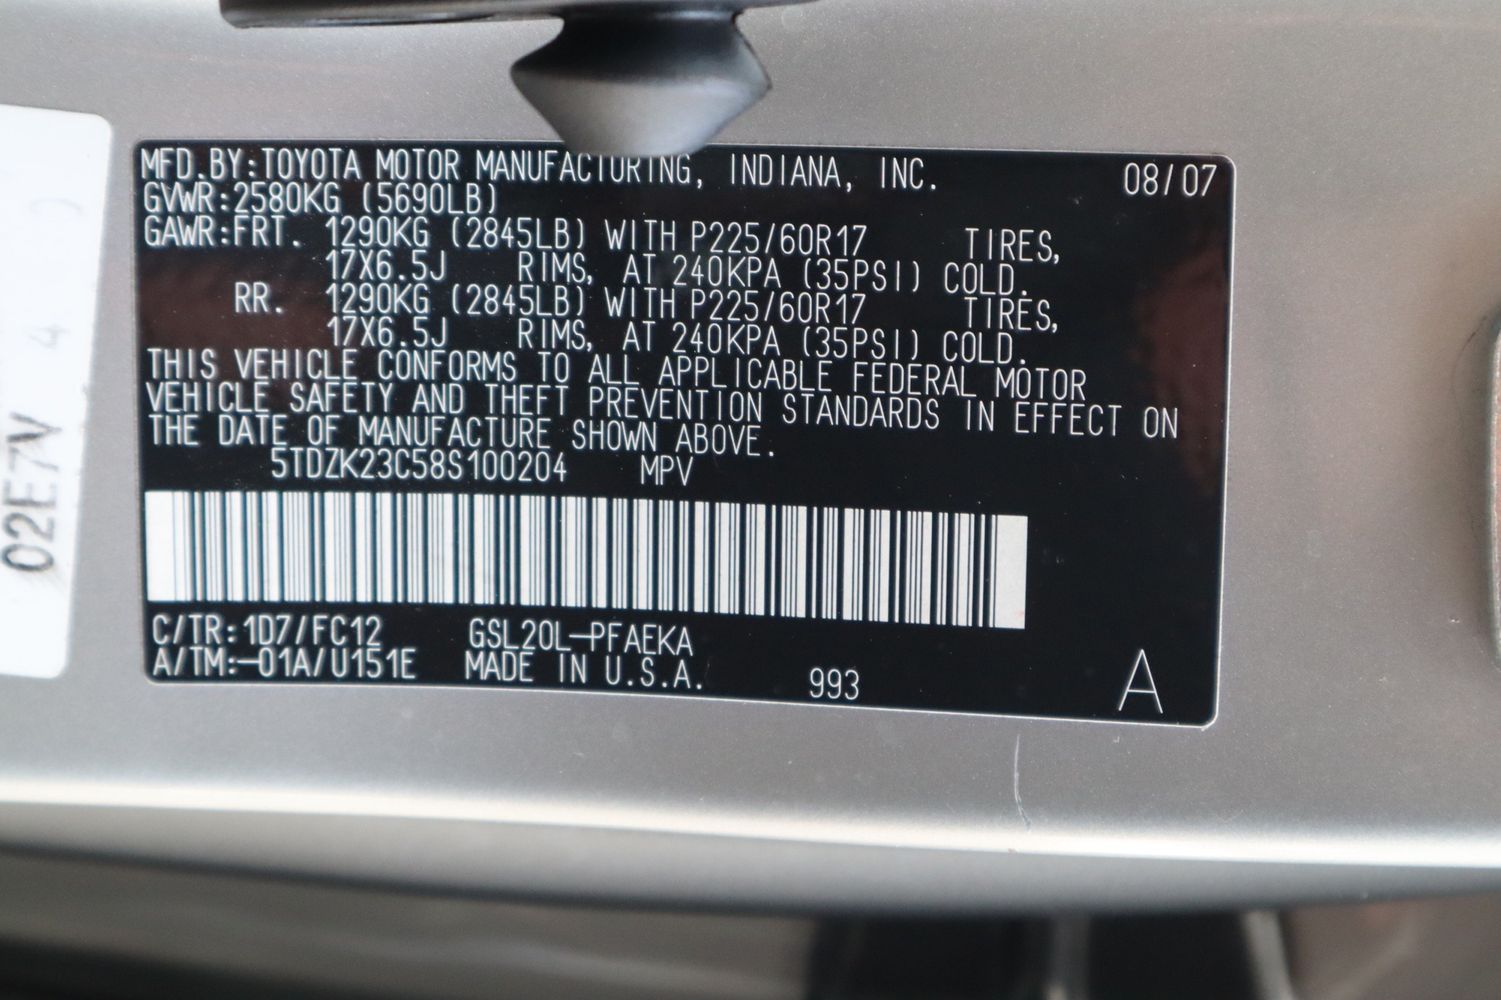 MFD.BY:TOYOTA MOTOR MANUFACTURING, INDIANA, INC. 08/07
GVWR:2580KG (5690LB)
GAWR:FRT. 1290KG (2845LB) WITH P225/60R17 TIRES,
17X6.5J RIMS, AT 240KPA (35PSI) COLD.
RR. 1290KG (2845LB) WITH P225/60R17 TIRES,
17X6.5J RIMS, AT 240KPA (35PSI) COLD.
THIS VEHICLE CONFORMS TO ALL APPLICABLE FEDERAL MOTOR
VEHICLE SAFETY AND THEFT PREVENTION STANDARDS IN EFFECT ON
THE DATE OF MANUFACTURE SHOWN ABOVE.
5TDZK23C58S100204 MPV
C/TR:1D7/FC12 GSL20L-PFAEKA
A/TM:-01A/U151E MADE IN U.S.A. 993 A
02E7V 4